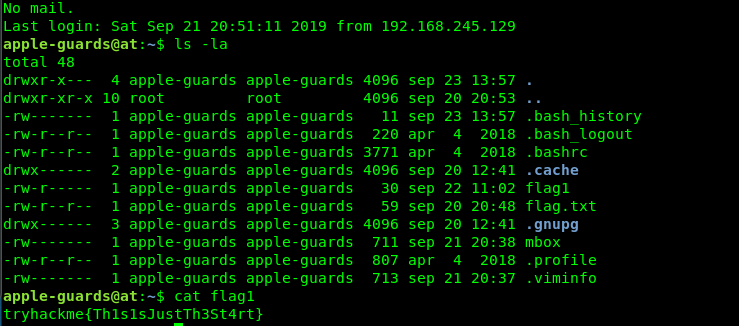 No mail.
Last login: Sat Sep 21 20:51:11 2019 from 192.168.245.129
apple-guards@at:~$ ls -la
total 48
drwxr-x---  4 apple-guards apple-guards 4096 sep 23 13:57 .
drwxr-xr-x 10 root         root         4096 sep 20 20:53 ..
-rw-------  1 apple-guards apple-guards   11 sep 23 13:57 .bash_history
-rw-r--r--  1 apple-guards apple-guards  220 apr  4  2018 .bash_logout
-rw-r--r--  1 apple-guards apple-guards 3771 apr  4  2018 .bashrc
drwx------  2 apple-guards apple-guards 4096 sep 20 12:41 .cache
-rw-r-----  1 apple-guards apple-guards   30 sep 22 11:02 flag1
-rw-r--r--  1 apple-guards apple-guards   59 sep 20 20:48 flag.txt
drwx------  3 apple-guards apple-guards 4096 sep 20 12:41 .gnupg
-rw-------  1 apple-guards apple-guards  711 sep 21 20:38 mbox
-rw-r--r--  1 apple-guards apple-guards  807 apr  4  2018 .profile
-rw-------  1 apple-guards apple-guards  713 sep 21 20:37 .viminfo
apple-guards@at:~$ cat flag1
tryhackme{Th1s1sJustTh3St4rt}